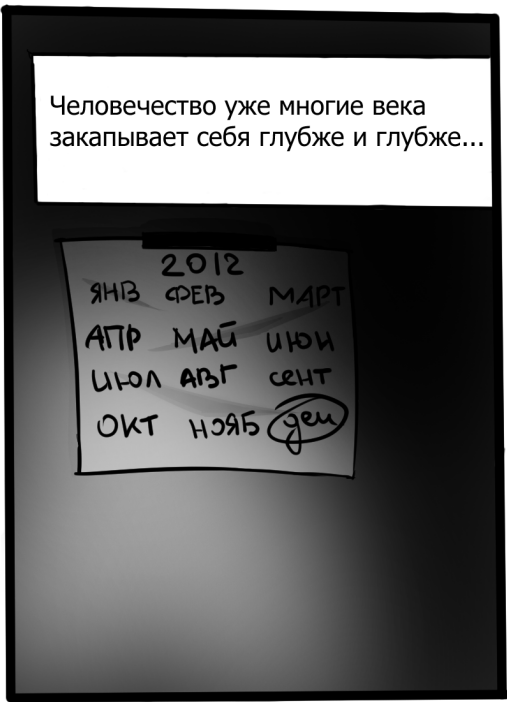 Человечество уже многие века
закапывает себя глубже и глубже...
2012
ЯНВ ФЕВ МАРТ
АПР МАЙ ИЮН
ИЮЛ АВГ СЕНТ
ОКТ НОЯБ дек